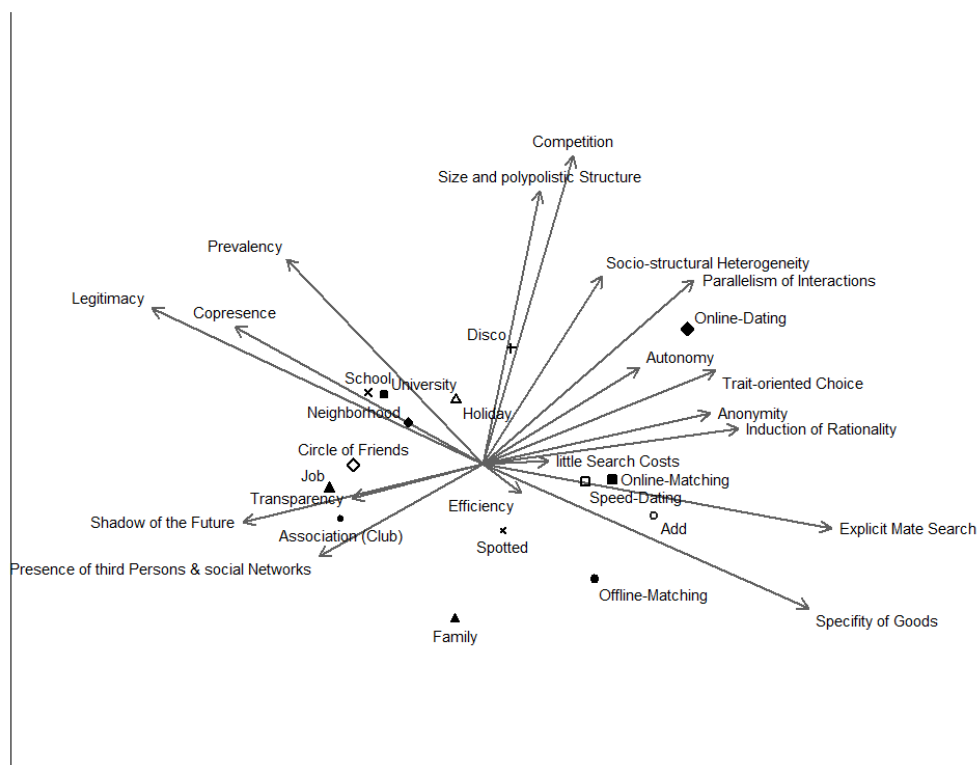 Competition
Size and polypolistic Structure
Prevalency
Socio-structural Heterogeneity
Parallelism of Interactions
Legitimacy
Copresence
Online-Dating
Disco
Autonomy
Trait-oriented Choice
School
University
Neighborhood
Holiday
Anonymity
Induction of Rationality
Circle of Friends
little Search Costs
Job
Online-Matching
Transparency
Speed-Dating
Efficiency
Shadow of the Future
Association (Club)
Add
Explicit Mate Search
Spotted
Presence of third Persons & social Networks
Offline-Matching
Specifity of Goods
Family